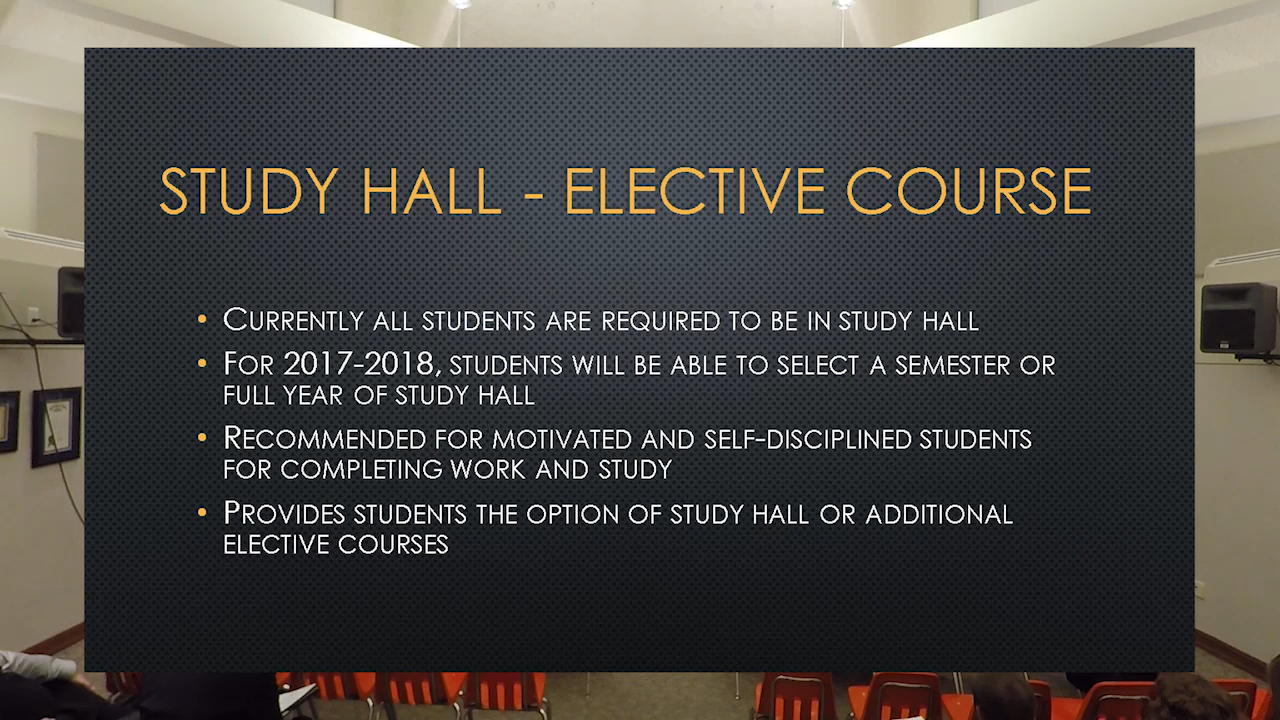 STUDY HALL - ELECTIVE COURSE
• CURRENTLY ALL STUDENTS ARE REQUIRED TO BE IN STUDY HALL
• FOR 2017-2018, STUDENTS WILL BE ABLE TO SELECT A SEMESTER OR
FULL YEAR OF STUDY HALL
• RECOMMENDED FOR MOTIVATED AND SELF-DISCIPLINED STUDENTS
FOR COMPLETING WORK AND STUDY
• PROVIDES STUDENTS THE OPTION OF STUDY HALL OR ADDITIONAL
ELECTIVE COURSES